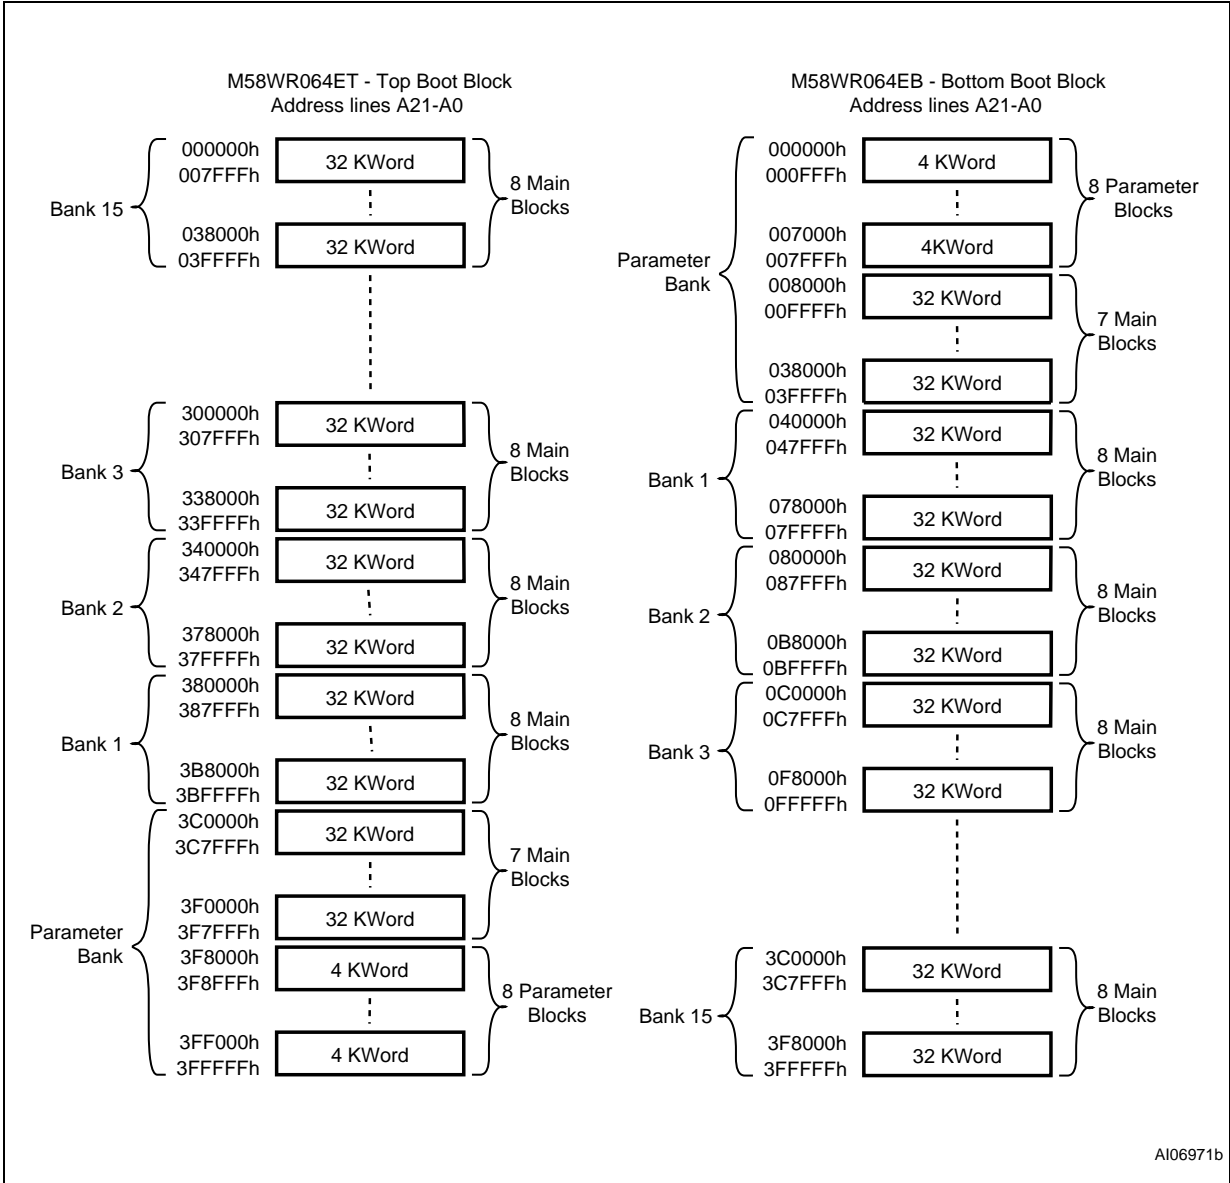 M58WR064ET - Top Boot Block
Address lines A21-A0
000000h
007FFFh
32 KWord
8 Main
Blocks
Bank 15
038000h
03FFFFh
32 KWord
300000h
307FFFh
32 KWord
8 Main
Blocks
Bank 3
338000h
33FFFFh
32 KWord
340000h
347FFFh
32 KWord
8 Main
Blocks
Bank 2
378000h
37FFFFh
32 KWord
380000h
387FFFh
32 KWord
8 Main
Blocks
Bank 1
3B8000h
3BFFFFh
32 KWord
3C0000h
3C7FFFh
32 KWord
7 Main
Blocks
Parameter
Bank
3F0000h
3F7FFFh
32 KWord
3F8000h
3F8FFFh
4 KWord
8 Parameter
Blocks
3FF000h
3FFFFFh
4 KWord
M58WR064EB - Bottom Boot Block
Address lines A21-A0
000000h
000FFFh
4 KWord
8 Parameter
Blocks
007000h
007FFFh
4KWord
Parameter
Bank
008000h
00FFFFh
32 KWord
7 Main
Blocks
038000h
03FFFFh
32 KWord
040000h
047FFFh
32 KWord
8 Main
Blocks
Bank 1
078000h
07FFFFh
32 KWord
080000h
087FFFh
32 KWord
8 Main
Blocks
Bank 2
0B8000h
0BFFFFh
32 KWord
0C0000h
0C7FFFh
32 KWord
8 Main
Blocks
Bank 3
0F8000h
0FFFFFh
32 KWord
3C0000h
3C7FFFh
32 KWord
8 Main
Blocks
Bank 15
3F8000h
3FFFFFh
32 KWord
AI06971b